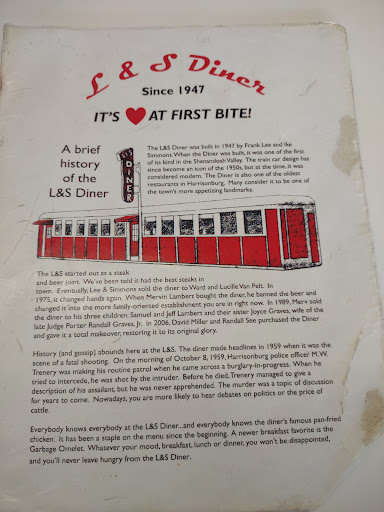 L & S Diner
Since 1947
IT'S ❤ AT FIRST BITE!
A brief
history
of the
L&S Diner
L&S
DINER
The L&S Diner was built in 1947 by Frank Lee and Ike
Simmons. When the Diner was built, it was one of the first
of its kind in the Shenandoah Valley. The train car design has
since become an icon of the 1950s, but at the time, it was
considered modern. The Diner is also one of the oldest
restaurants in Harrisonburg. Many consider it to be one of
the town's more appetizing landmarks.
The L&S started out as a steak
and beer joint. We've been told it had the best steaks in
town. Eventually, Lee & Simmons sold the diner to Ward and Lucille Van Pelt. In
1975, it changed hands again. When Mervin Lambert bought the diner, he banned the beer and
changed it into the more family-oriented establishment you are in right now. In 1989, Merv sold
the diner to his three children; Samuel and Jeff Lambert and their sister Joyce Graves, wife of the
late Judge Porter Randall Graves, Jr. In 2006, David Miller and Randall See purchased the Diner
and gave it a total makeover, restoring it to its original glory.
History (and gossip) abounds here at the L&S. The diner made headlines in 1959 when it was the
scene of a fatal shooting. On the morning of October 8, 1959, Harrisonburg police officer M.W.
Trenery was making his routine patrol when he came across a burglary-in-progress. When he
tried to intercede, he was shot by the intruder. Before he died, Trenery managed to give a
description of his assailant, but he was never apprehended. The murder was a topic of discussion
for years to come. Nowadays, you are more likely to hear debates on politics or the price of
cattle.
Everybody knows everybody at the L&S Diner...and everybody knows the diner's famous pan-fried
chicken. It has been a staple on the menu since the beginning. A newer breakfast favorite is the
Garbage Omelet. Whatever your mood, breakfast, lunch or dinner, you won't be disappointed,
and you'll never leave hungry from the L&S Diner.